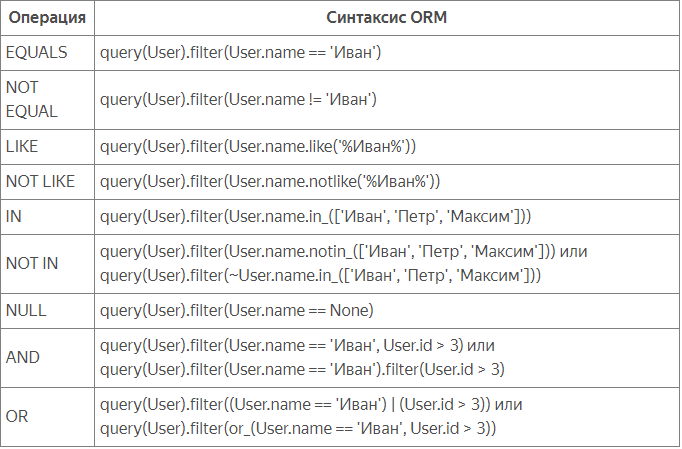 Операция Синтаксис ORM
EQUALS query(User).filter(User.name == 'Иван')
NOT
EQUAL
query(User).filter(User.name != 'Иван')
LIKE query(User).filter(User.name.like('%Иван%'))
NOT LIKE query(User).filter(User.name.notlike('%Иван%'))
IN query(User).filter(User.name.in_(['Иван', 'Петр', 'Максим']))
NOT IN
query(User).filter(User.name.notin_(['Иван', 'Петр', 'Максим'])) или
query(User).filter(~User.name.in_(['Иван', 'Петр', 'Максим']))
NULL query(User).filter(User.name == None)
AND
query(User).filter(User.name == 'Иван', User.id > 3) или
query(User).filter(User.name == 'Иван').filter(User.id > 3)
OR
query(User).filter((User.name == 'Иван') | (User.id > 3)) или
query(User).filter(or_(User.name == 'Иван', User.id > 3))